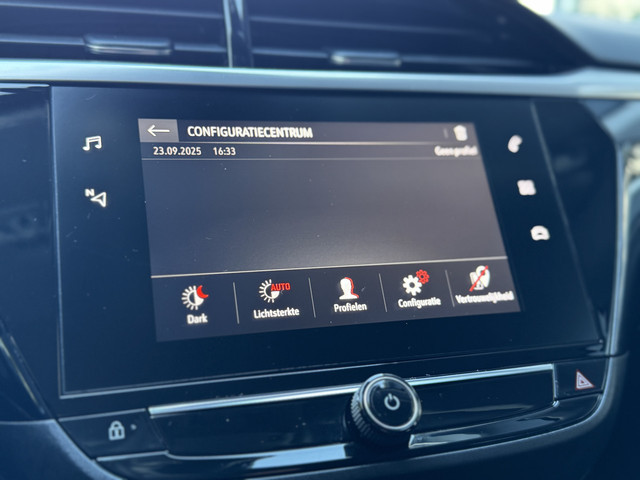 CONFIGURATIECENTRUM
23.09.2025 16:33 Geen profiel
N
AUTO
Dark Lichtsterkte Profielen Configuratie Vertrouwelijkheid